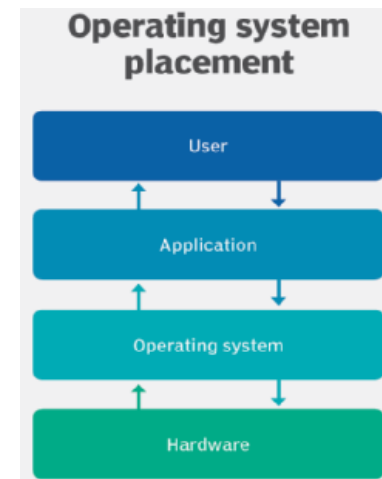 Operating system
placement
User
Application
Operating system
Hardware